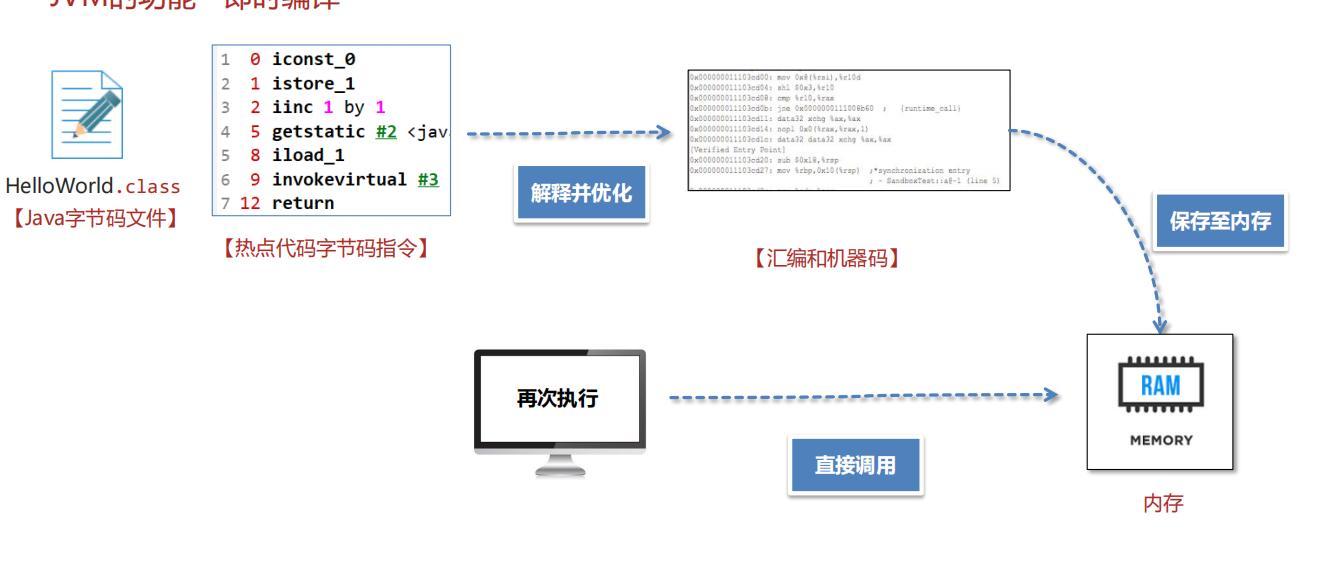 JVM的功能 - 即时编译
1 0 iconst_0
2 1 istore_1
3 2 iinc 1 by 1
4 5 getstatic #2 <jav
5 8 iload_1
6 9 invokevirtual #3
7 12 return
HelloWorld.class
【Java字节码文件】
【热点代码字节码指令】
解释并优化
0x000000011103cd00: mov 0x8(%rsi),%r10d
0x000000011103cd04: shl $0x3,%r10
0x000000011103cd08: cmp %r10,%rax
0x000000011103cd0b: jne 0x0000000111008b60 ; {runtime_call}
0x000000011103cd11: data32 xchg %ax,%ax
0x000000011103cd14: nopl 0x0(%rax,%rax,1)
0x000000011103cd1c: data32 data32 xchg %ax,%ax
[Verified Entry Point]
0x000000011103cd20: sub $0x18,%rsp
0x000000011103cd27: mov %rbp,0x10(%rsp) ;*synchronization entry
; - SandboxTest::a@-1 (line 5)
【汇编和机器码】
保存至内存
再次执行
直接调用
RAM
MEMORY
内存